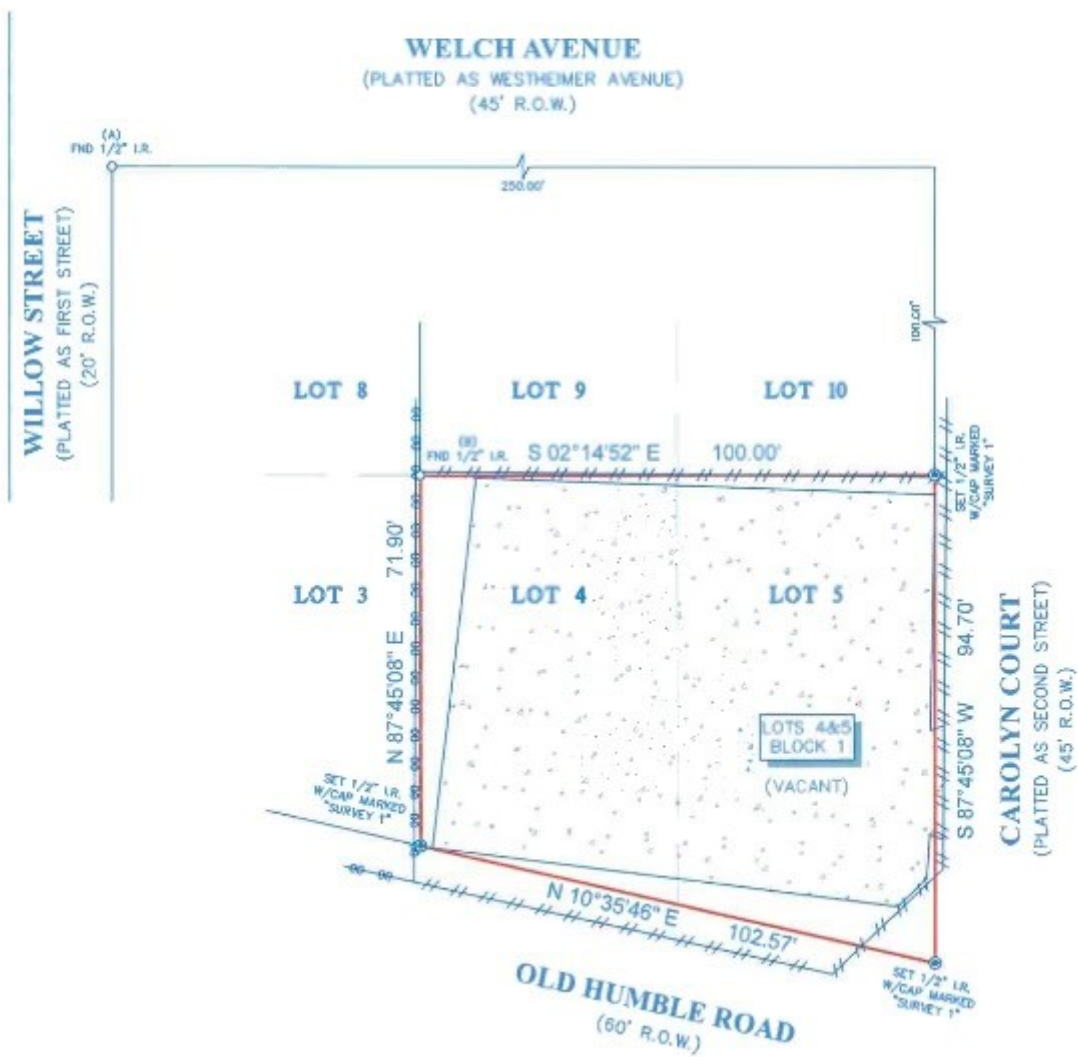 WELCH AVENUE
(PLATTED AS WESTHEIMER AVENUE)
(45' R.O.W.)
(A)
FND 1/2" I.R.
250.00'
WILLOW STREET
(PLATTED AS FIRST STREET)
(20' R.O.W.)
100.00'
LOT 8
LOT 9
LOT 10
(B)
FND 1/2" I.R.
S 02°14'52" E 100.00'
SET 1/2" I.R.
W/CAP MARKED
"SURVEY 1"
N 87°45'08" E 71.90'
LOT 3
LOT 4
LOT 5
S 87°45'08" W 94.70'
CAROLYN COURT
(PLATTED AS SECOND STREET)
(45' R.O.W.)
LOTS 4&5
BLOCK 1
(VACANT)
SET 1/2" I.R.
W/CAP MARKED
"SURVEY 1"
N 10°35'46" E 102.57'
SET 1/2" I.R.
W/CAP MARKED
"SURVEY 1"
OLD HUMBLE ROAD
(60' R.O.W.)